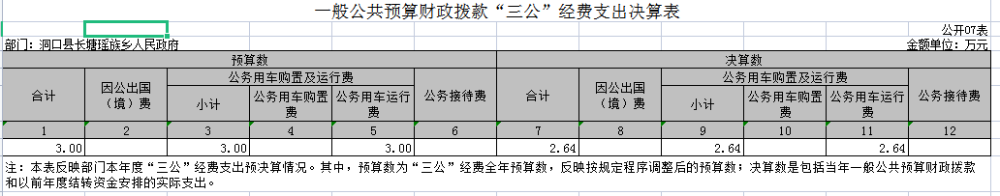 一般公共预算财政拨款“三公”经费支出决算表
公开07表
部门：洞口县长塘瑶族乡人民政府 金额单位：万元
预算数 决算数
合计 因公出国（境）费 公务用车购置及运行费 公务接待费 合计 因公出国（境）费 公务用车购置及运行费 公务接待费
小计 公务用车购置费 公务用车运行费 小计 公务用车购置费 公务用车运行费
1 2 3 4 5 6 7 8 9 10 11 12
3.00 3.00 3.00 2.64 2.64 2.64
注：本表反映部门本年度“三公”经费支出预决算情况。其中，预算数为“三公”经费全年预算数，反映按规定程序调整后的预算数；决算数是包括当年一般公共预算财政拨款
和以前年度结转资金安排的实际支出。